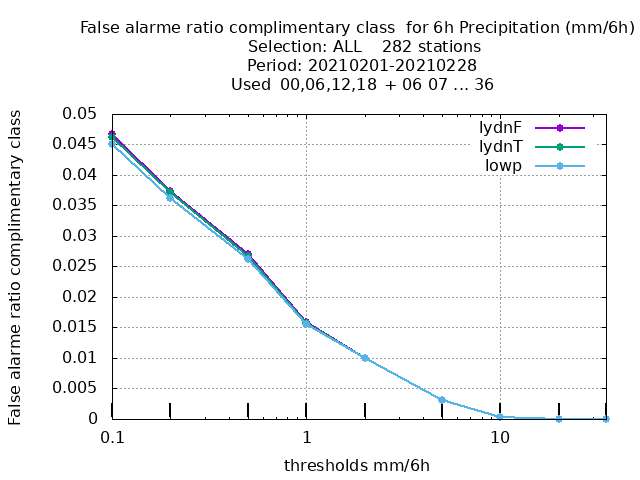 False alarme ratio complimentary class  for 6h Precipitation (mm/6h)
Selection: ALL    282 stations
Period: 20210201-20210228
Used  00,06,12,18  + 06 07 ... 36
False alarme ratio complimentary class
0.05
0.045
0.04
0.035
0.03
0.025
0.02
0.015
0.01
0.005
0
lydnF
lydnT
lowp
0.1
1
10
thresholds mm/6h